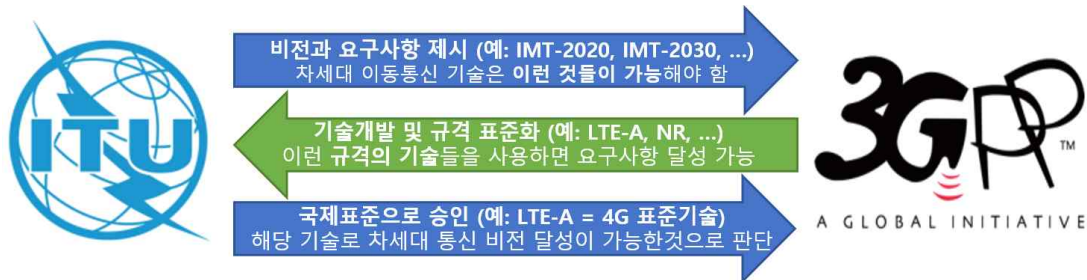 ITU
비전과 요구사항 제시 (예: IMT-2020, IMT-2030, ...)
차세대 이동통신 기술은 이런 것들이 가능해야 함
기술개발 및 규격 표준화 (예: LTE-A, NR, ...)
이런 규격의 기술들을 사용하면 요구사항 달성 가능
국제표준으로 승인 (예: LTE-A = 4G 표준기술)
해당 기술로 차세대 통신 비전 달성이 가능한것으로 판단
3GPP TM
A GLOBAL INITIATIVE